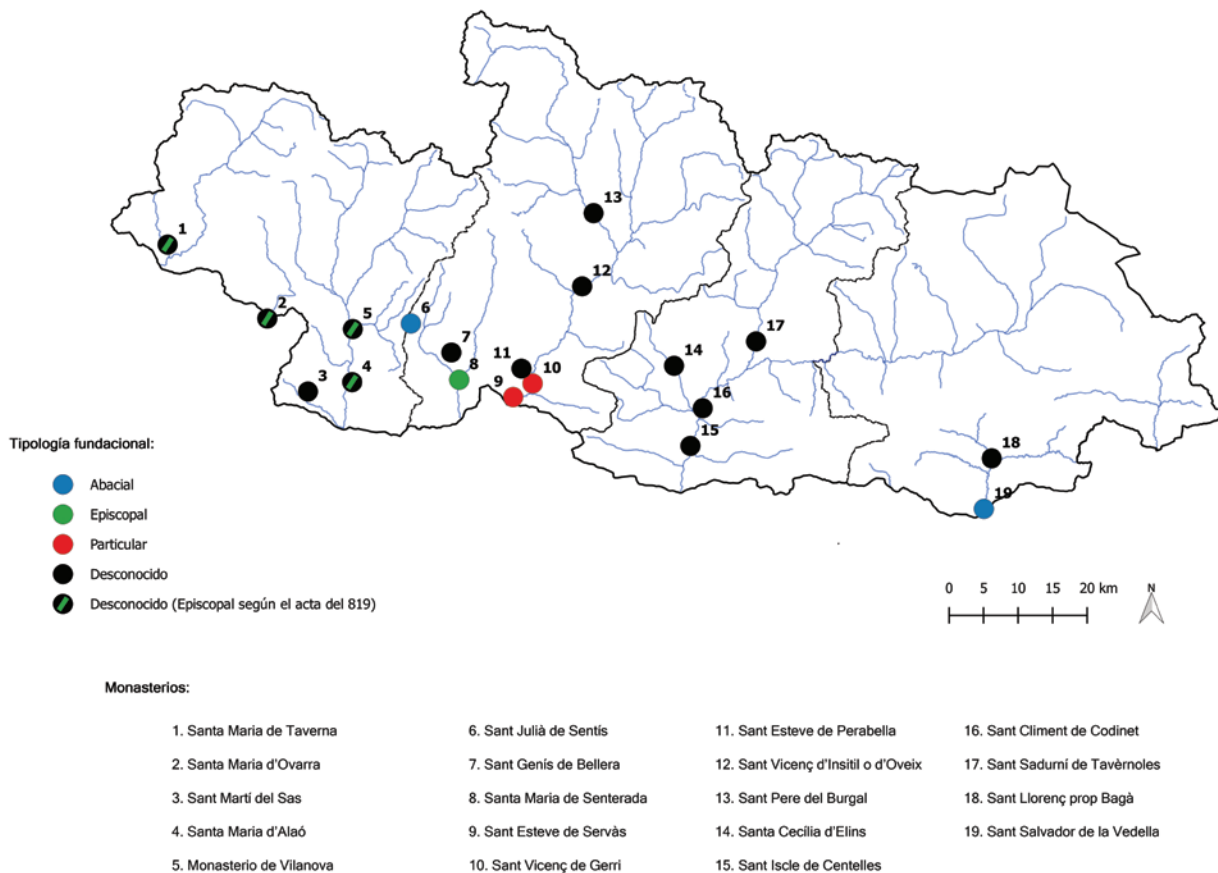 13
1
12
2
5
6
17
7
11
14
8
10
3
4
9
16
15
18
19
Tipología fundacional:
Abacial
Episcopal
Particular
Desconocido
Desconocido (Episcopal según el acta del 819)
0 5 10 15 20 km
N
Monasterios:
1. Santa Maria de Taverna
2. Santa Maria d'Ovarra
3. Sant Martí del Sas
4. Santa Maria d'Alaó
5. Monasterio de Vilanova
6. Sant Julià de Sentís
7. Sant Genís de Bellera
8. Santa Maria de Senterada
9. Sant Esteve de Servàs
10. Sant Vicenç de Gerri
11. Sant Esteve de Perabella
12. Sant Vicenç d'Insitil o d'Oveix
13. Sant Pere del Burgal
14. Santa Cecília d'Elins
15. Sant Iscle de Centelles
16. Sant Climent de Codinet
17. Sant Sadurní de Tavèrnoles
18. Sant Llorenç prop Bagà
19. Sant Salvador de la Vedella